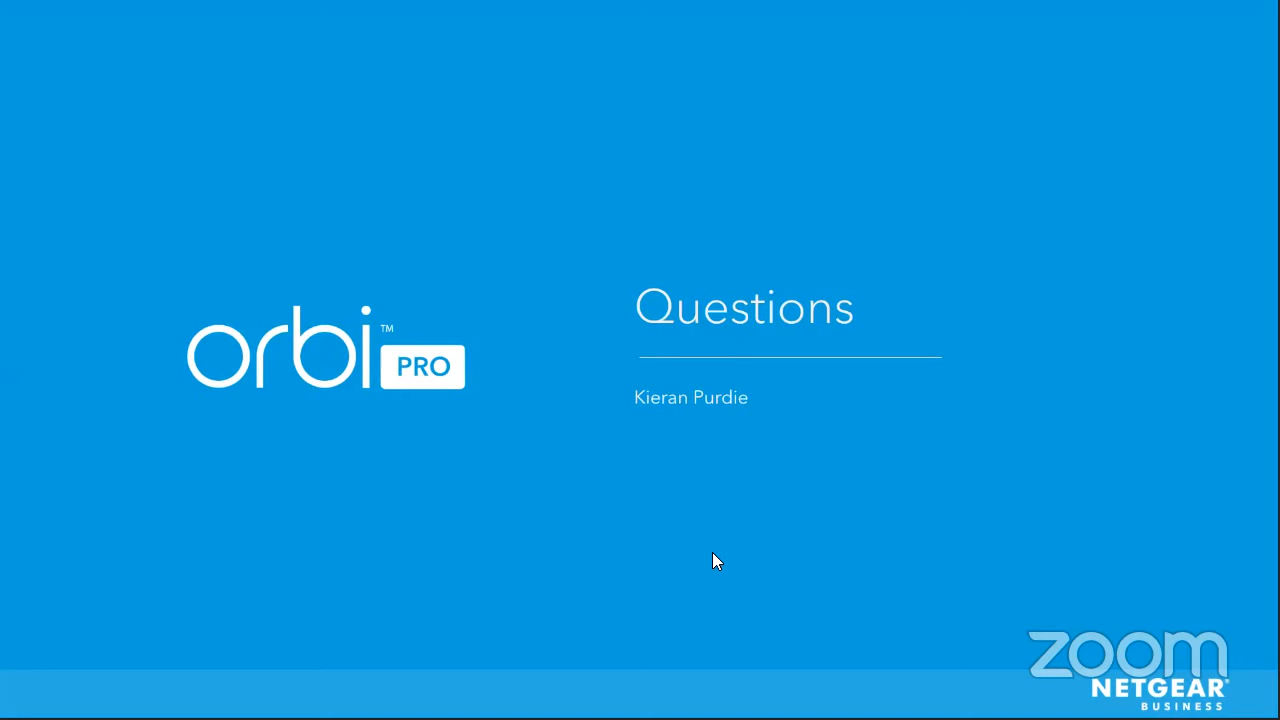 Questions
orbi™
PRO
Kieran Purdie
zoom
NETGEAR®
BUSINESS